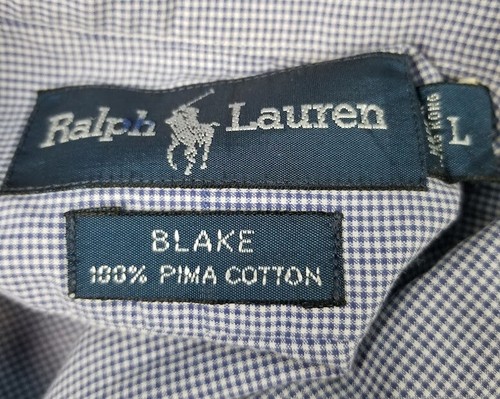 Ralph Lauren
L
BLAKE
100% PIMA COTTON